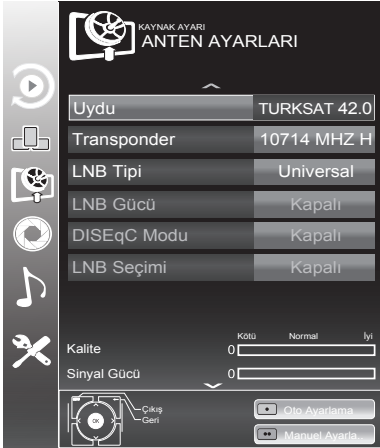 KAYNAK AYARI
ANTEN AYARLARI
Uydu TURKSAT 42.0
Transponder 10714 MHZ H
LNB Tipi Universal
LNB Gücü Kapalı
DISEqC Modu Kapalı
LNB Seçimi Kapalı
Kötü Normal İyi
Kalite 0
Sinyal Gücü 0
Çıkış
Geri
OK
Oto Ayarlama
Manuel Ayarla